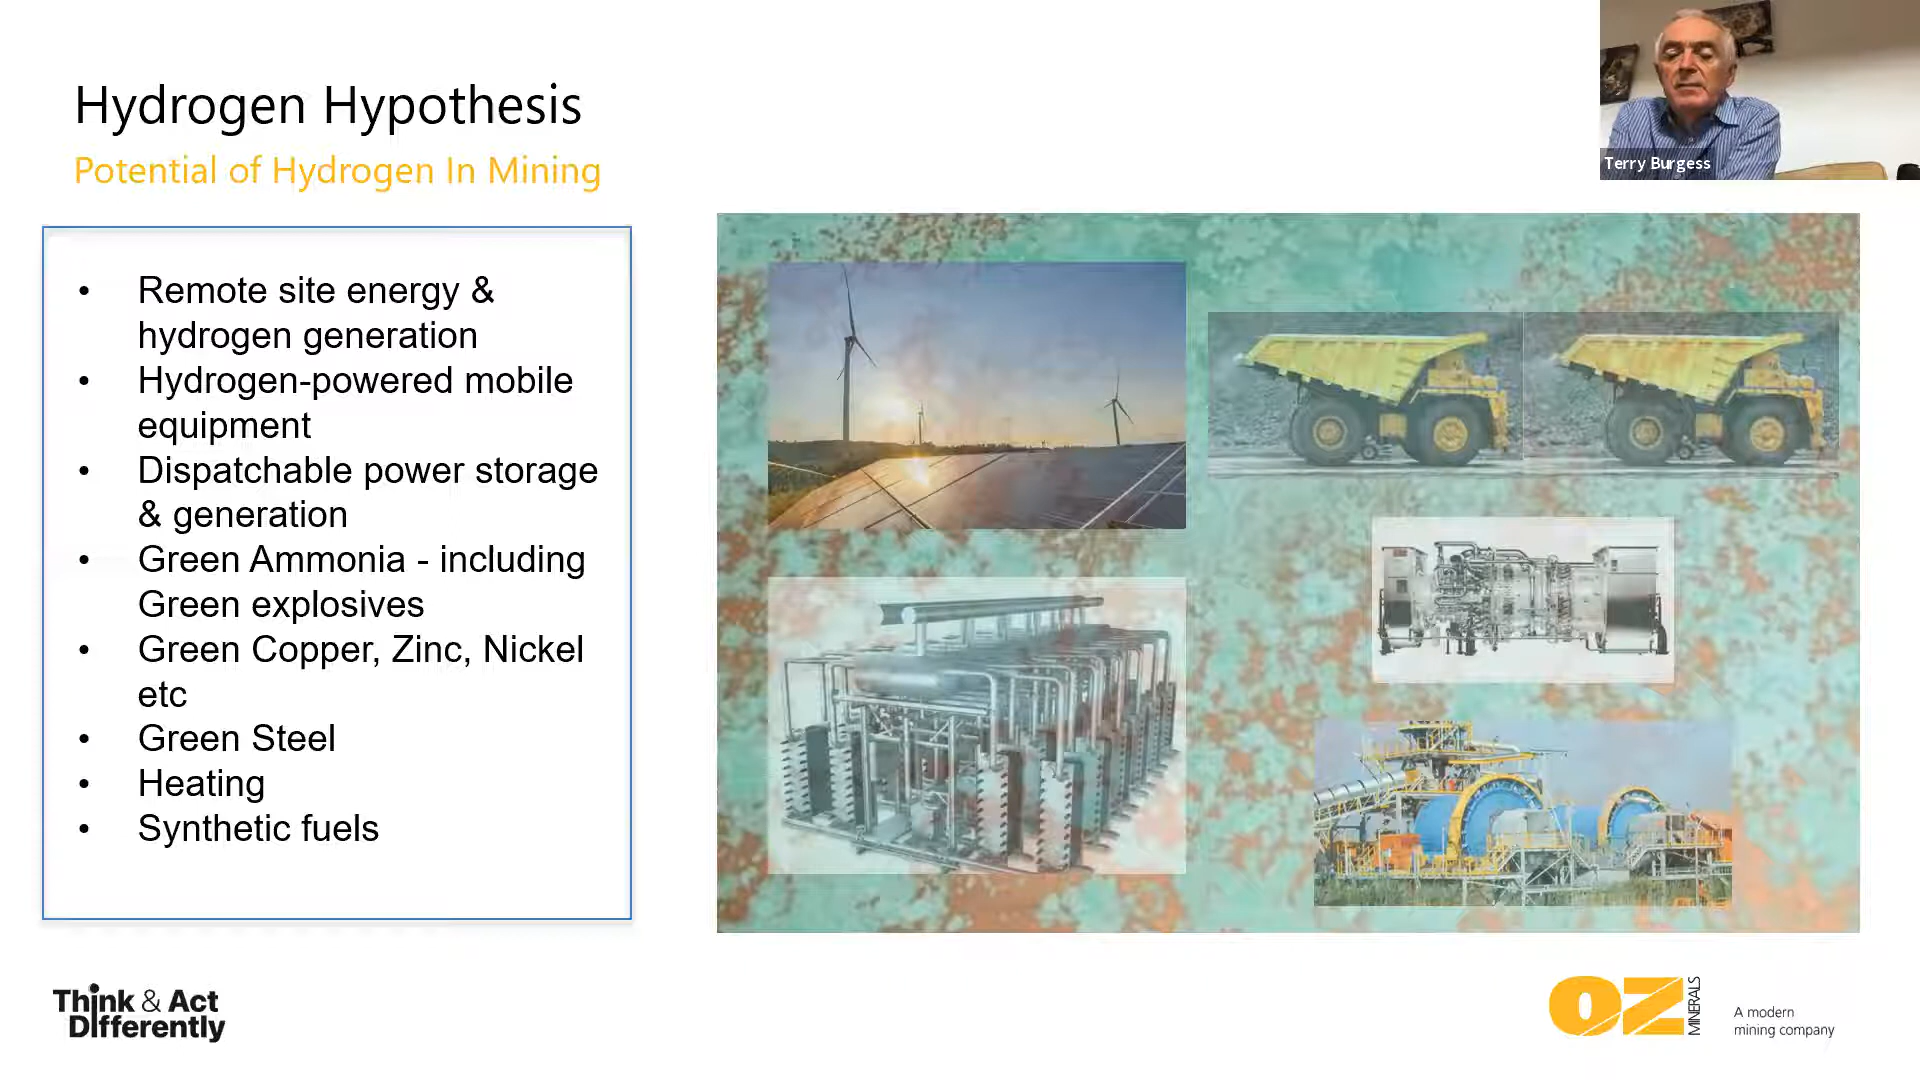 Hydrogen Hypothesis
Potential of Hydrogen In Mining
Terry Burgess
• Remote site energy &
hydrogen generation
• Hydrogen-powered mobile
equipment
• Dispatchable power storage
& generation
• Green Ammonia - including
Green explosives
• Green Copper, Zinc, Nickel
etc
• Green Steel
• Heating
• Synthetic fuels
Think & Act
Differently
OZ
MINERALS
A modern
mining company